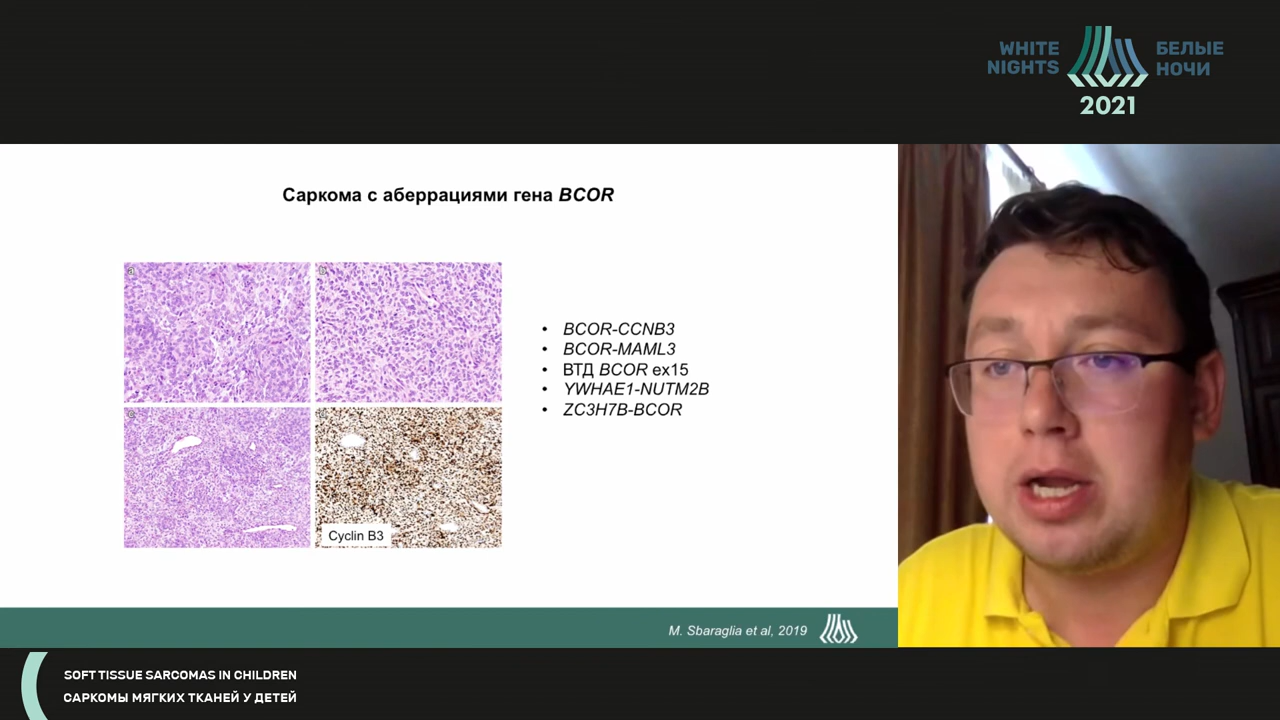 WHITE
NIGHTS
БЕЛЫЕ
НОЧИ
2021
Саркома с аберрациями гена BCOR
a
b
c
Cyclin B3
• BCOR-CCNB3
• BCOR-MAML3
• ВТД BCOR ex15
• YWHAE1-NUTM2B
• ZC3H7B-BCOR
M. Sbaraglia et al, 2019
SOFT TISSUE SARCOMAS IN CHILDREN
САРКОМЫ МЯГКИХ ТКАНЕЙ У ДЕТЕЙ